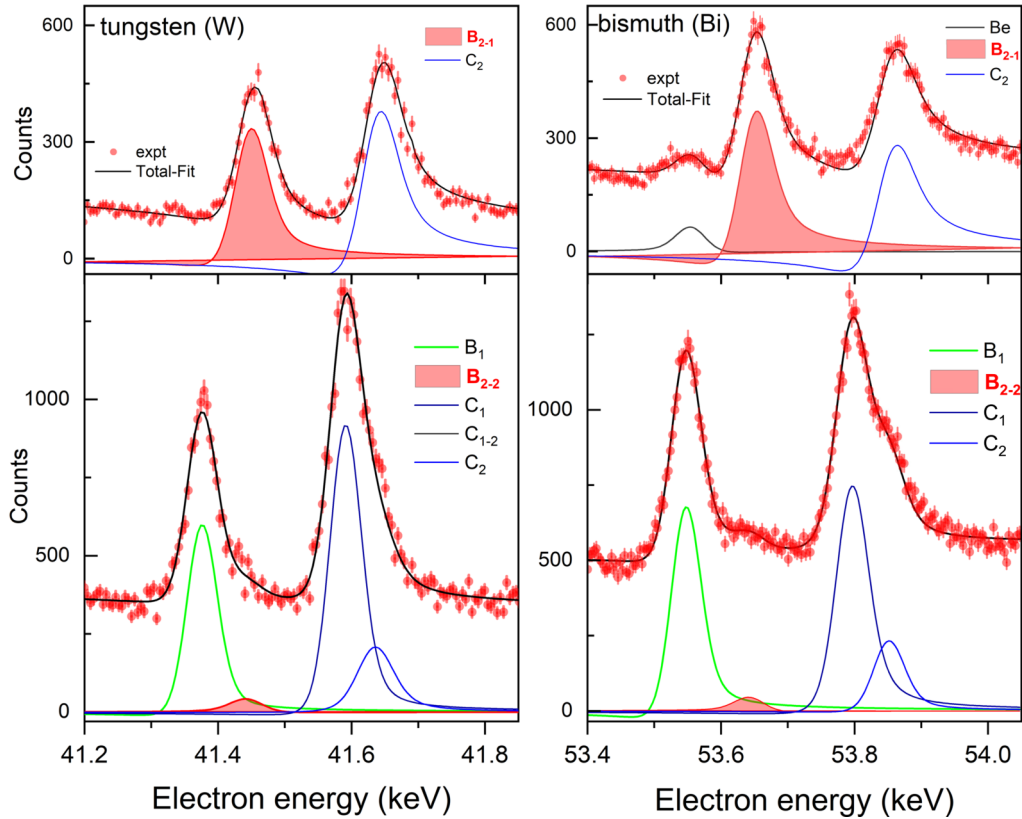 tungsten (W)
B2-1
C2
expt
Total-Fit
600
300
0
Counts
bismuth (Bi)
Be
B2-1
C2
expt
Total-Fit
600
300
0
B1
B2-2
C1
C1-2
C2
1000
500
0
Counts
41.2
41.4
41.6
41.8
Electron energy (keV)
B1
B2-2
C1
C2
1000
500
0
53.4
53.6
53.8
54.0
Electron energy (keV)